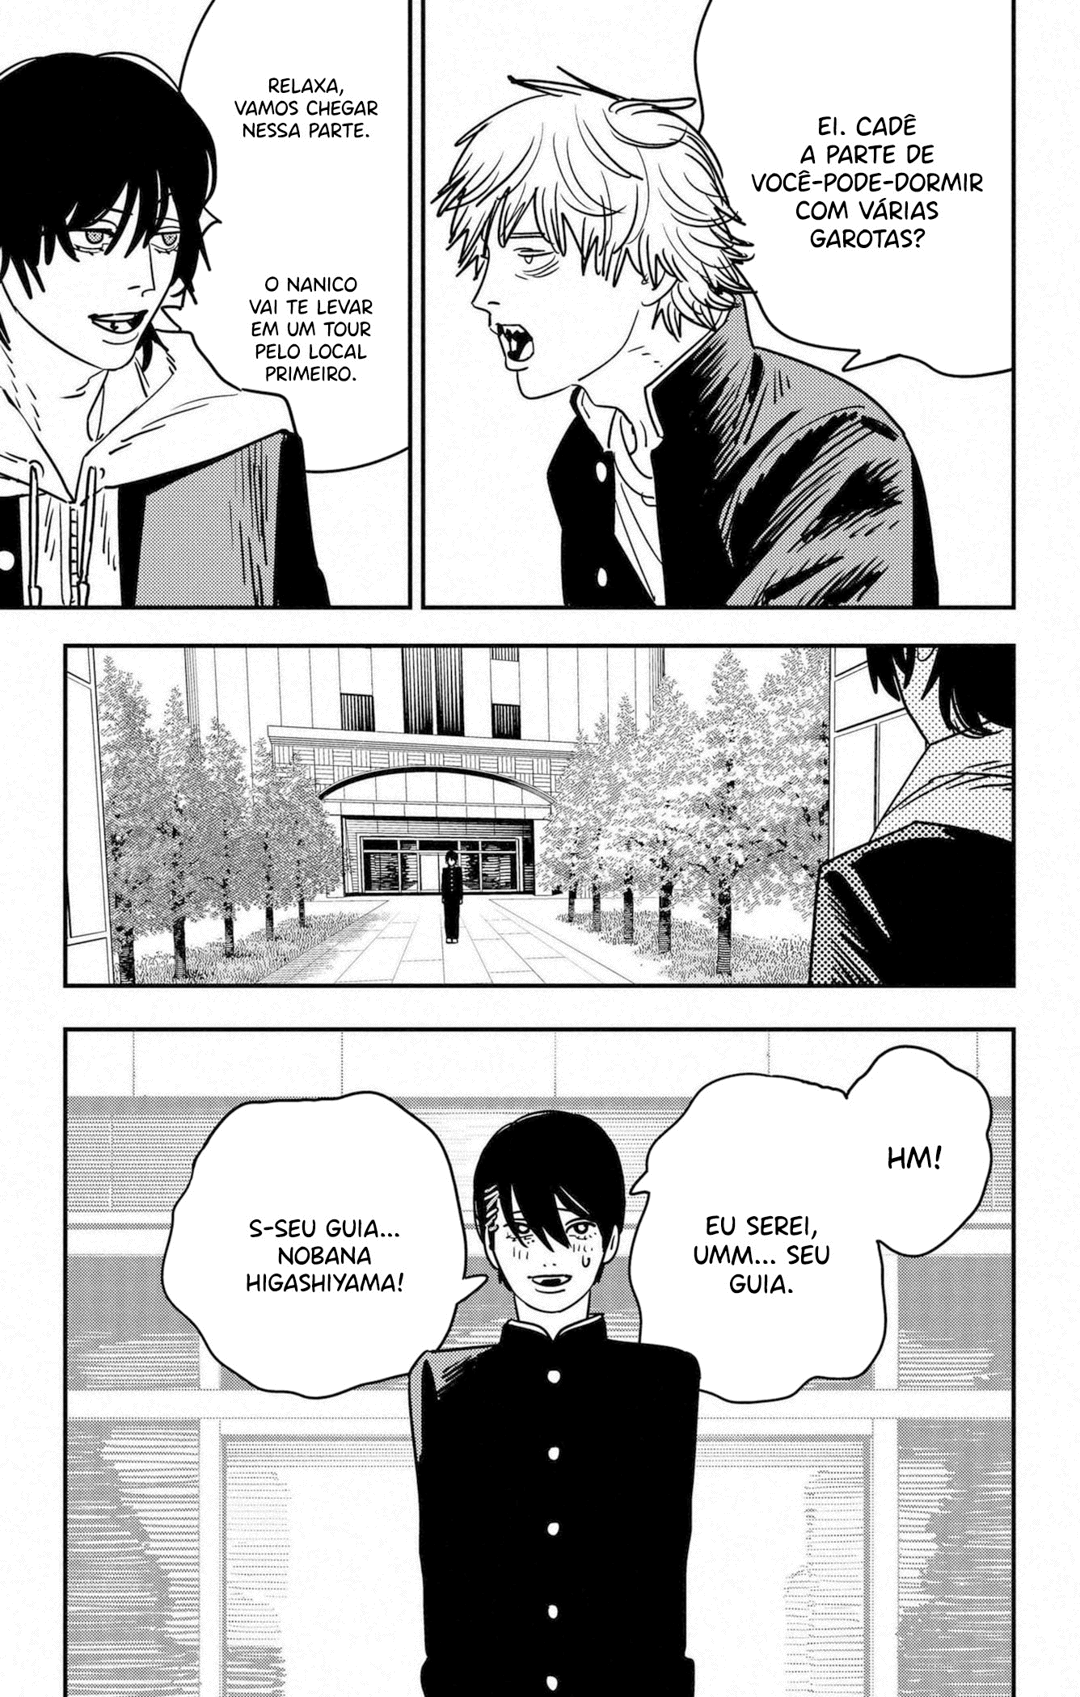 EI. CADÊ
A PARTE DE
VOCÊ-PODE-DORMIR
COM VÁRIAS
GAROTAS?
RELAXA,
VAMOS CHEGAR
NESSA PARTE.
O NANICO
VAI TE LEVAR
EM UM TOUR
PELO LOCAL
PRIMEIRO.
HM!
EU SEREI,
UMM... SEU
GUIA.
S-SEU GUIA...
NOBANA
HIGASHIYAMA!